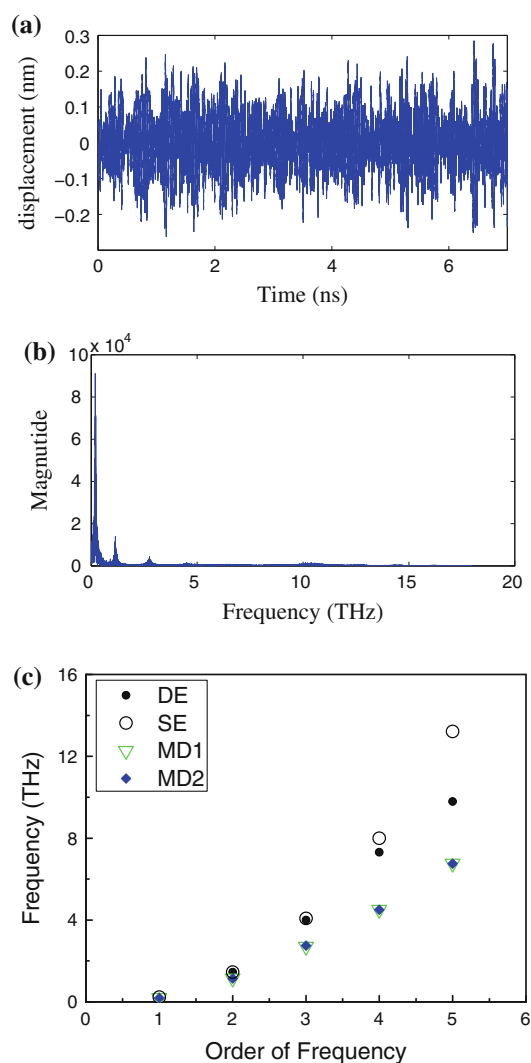 (a)
0.3
0.2
0.1
0
−0.1
−0.2
displacement (nm)
0 2 4 6
Time (ns)
(b)
10 x 10^4
8
6
4
2
0
Magnutide
0 5 10 15 20
Frequency (THz)
(c)
16
12
8
4
0
Frequency (THz)
DE
SE
MD1
MD2
0 1 2 3 4 5 6
Order of Frequency